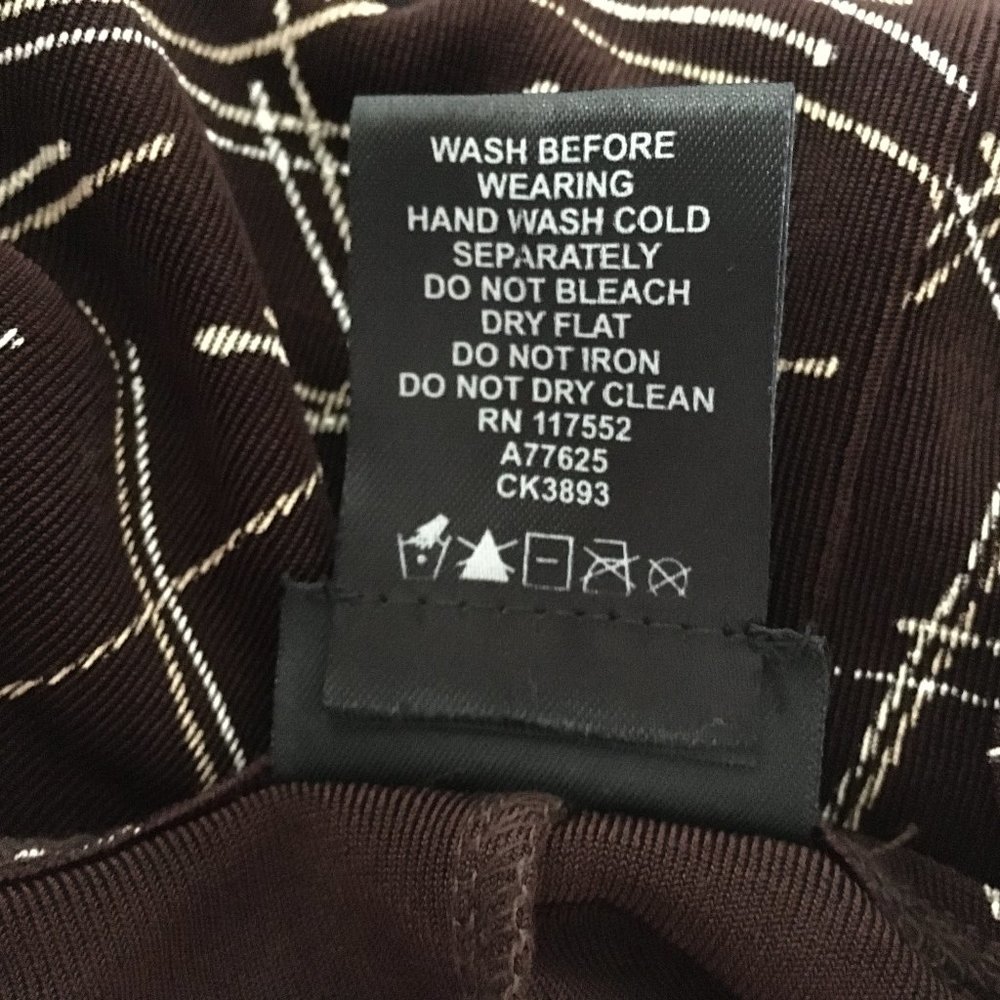 WASH BEFORE
WEARING
HAND WASH COLD
SEPARATELY
DO NOT BLEACH
DRY FLAT
DO NOT IRON
DO NOT DRY CLEAN
RN 117552
A77625
CK3893